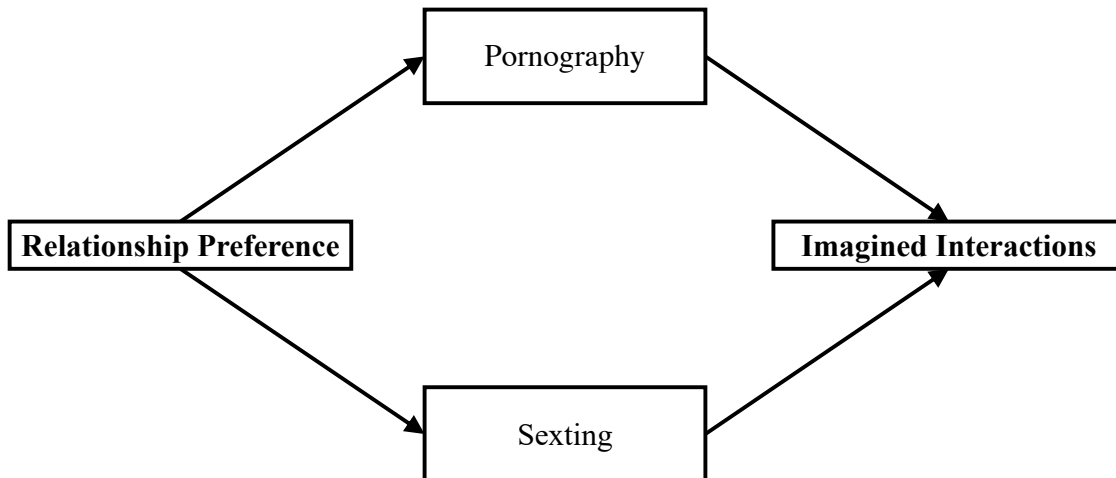 Pornography
Relationship Preference
Imagined Interactions
Sexting